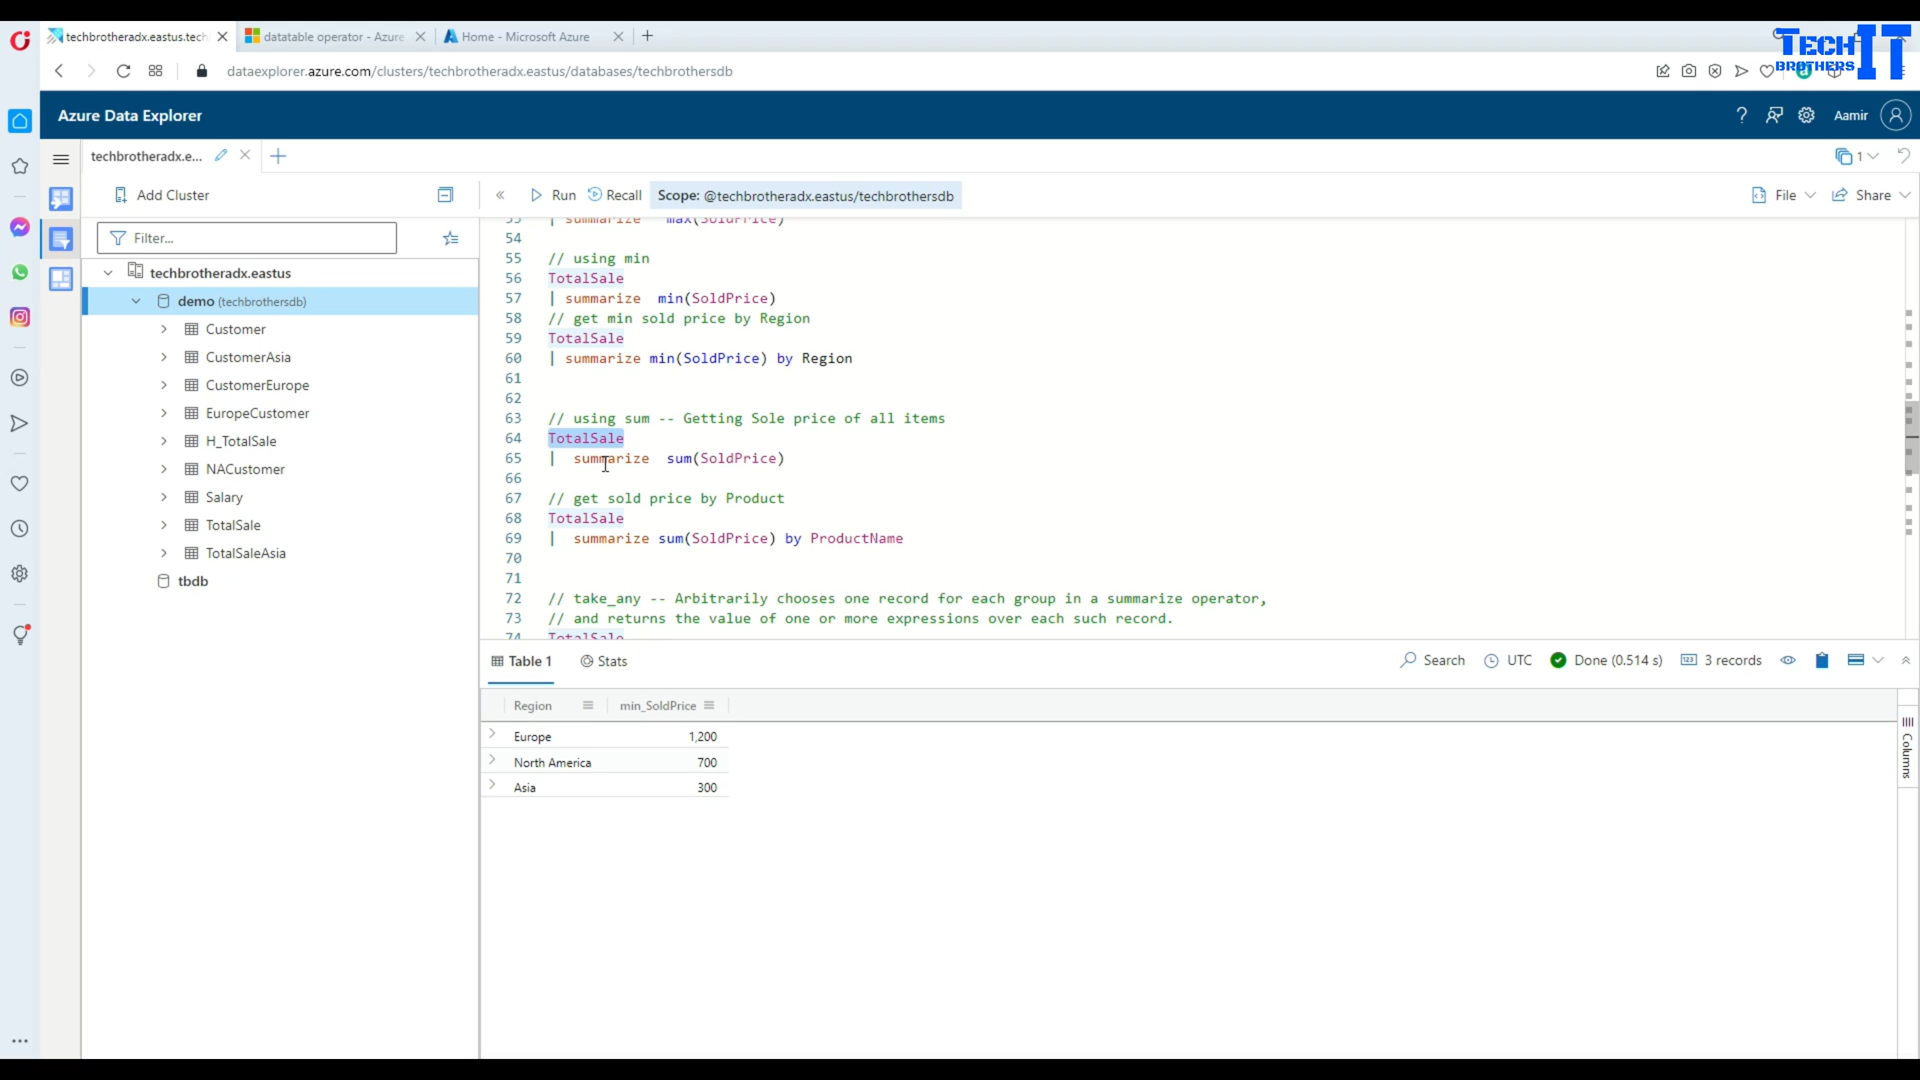 techbrotheradx.eastus.tech
datatable operator - Azure
Home - Microsoft Azure
TECH BROTHERS IT
dataexplorer.azure.com/clusters/techbrotheradx.eastus/databases/techbrothersdb
Azure Data Explorer
Aamir
techbrotheradx.e...
1
Add Cluster
Run
Recall
Scope: @techbrotheradx.eastus/techbrothersdb
File
Share
Filter...
techbrotheradx.eastus
demo (techbrothersdb)
Customer
CustomerAsia
CustomerEurope
EuropeCustomer
H_TotalSale
NACustomer
Salary
TotalSale
TotalSaleAsia
tbdb
53 | summarize max(SoldPrice)
54
55 // using min
56 TotalSale
57 | summarize min(SoldPrice)
58 // get min sold price by Region
59 TotalSale
60 | summarize min(SoldPrice) by Region
61
62
63 // using sum -- Getting Sole price of all items
64 TotalSale
65 | summarize sum(SoldPrice)
66
67 // get sold price by Product
68 TotalSale
69 | summarize sum(SoldPrice) by ProductName
70
71
72 // take_any -- Arbitrarily chooses one record for each group in a summarize operator,
73 // and returns the value of one or more expressions over each such record.
74 TotalSale
Table 1
Stats
Search
UTC
Done (0.514 s)
3 records
Region min_SoldPrice
Europe 1,200
North America 700
Asia 300
Columns